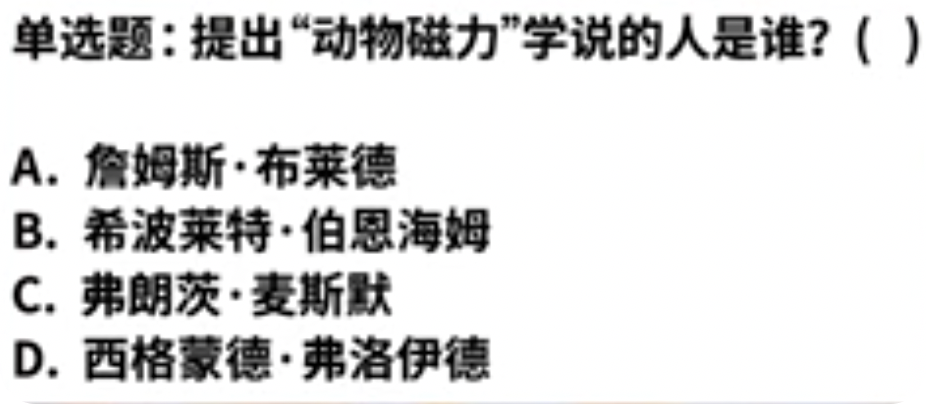 单选题：提出“动物磁力”学说的人是谁？( )
A. 詹姆斯·布莱德
B. 希波莱特·伯恩海姆
C. 弗朗茨·麦斯默
D. 西格蒙德·弗洛伊德